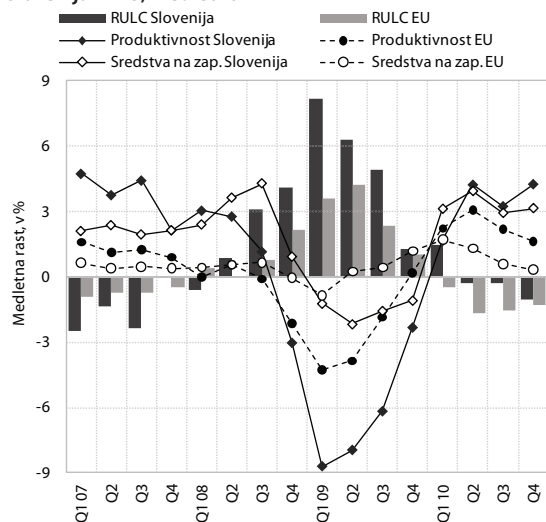 RULC Slovenija RULC EU
Produktivnost Slovenija Produktivnost EU
Sredstva na zap. Slovenija Sredstva na zap. EU
Medletna rast, v %
9
6
3
0
-3
-6
-9
Q1 07 Q2 Q3 Q4 Q1 08 Q2 Q3 Q4 Q1 09 Q2 Q3 Q4 Q1 10 Q2 Q3 Q4